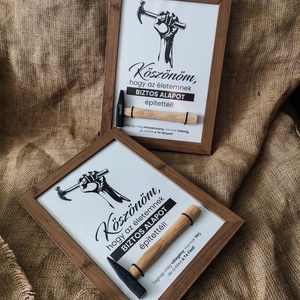 Köszönöm,
hogy az életemnek
BIZTOS ALAPOT
építettél!
Köszönöm,
hogy az életemnek
BIZTOS ALAPOT
építettél!